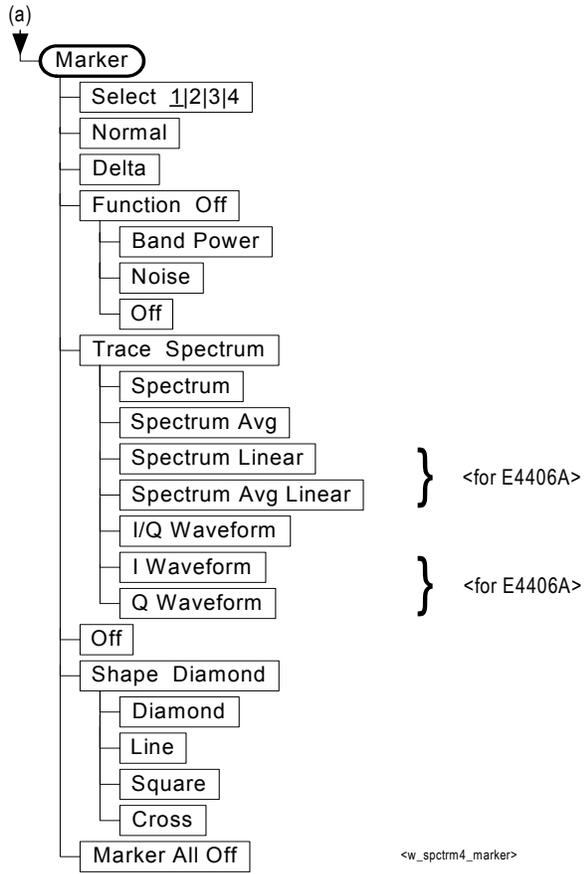 (a)
Marker
Select 1|2|3|4
Normal
Delta
Function Off
Band Power
Noise
Off
Trace Spectrum
Spectrum
Spectrum Avg
Spectrum Linear
<for E4406A>
Spectrum Avg Linear
I/Q Waveform
I Waveform
<for E4406A>
Q Waveform
Off
Shape Diamond
Diamond
Line
Square
Cross
Marker All Off
<w_spctrm4_marker>